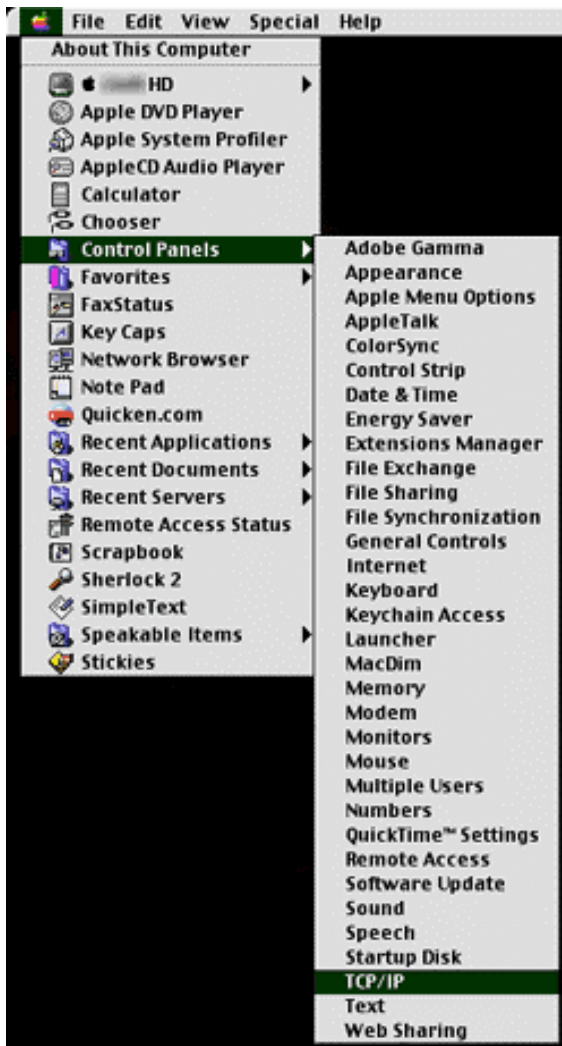 File Edit View Special Help
About This Computer
HD
Apple DVD Player
Apple System Profiler
AppleCD Audio Player
Calculator
Chooser
Control Panels
Favorites
FaxStatus
Key Caps
Network Browser
Note Pad
Quicken.com
Recent Applications
Recent Documents
Recent Servers
Remote Access Status
Scrapbook
Sherlock 2
SimpleText
Speakable Items
Stickies
Adobe Gamma
Appearance
Apple Menu Options
AppleTalk
ColorSync
Control Strip
Date & Time
Energy Saver
Extensions Manager
File Exchange
File Sharing
File Synchronization
General Controls
Internet
Keyboard
Keychain Access
Launcher
MacDim
Memory
Modem
Monitors
Mouse
Multiple Users
Numbers
QuickTime™ Settings
Remote Access
Software Update
Sound
Speech
Startup Disk
TCP/IP
Text
Web Sharing